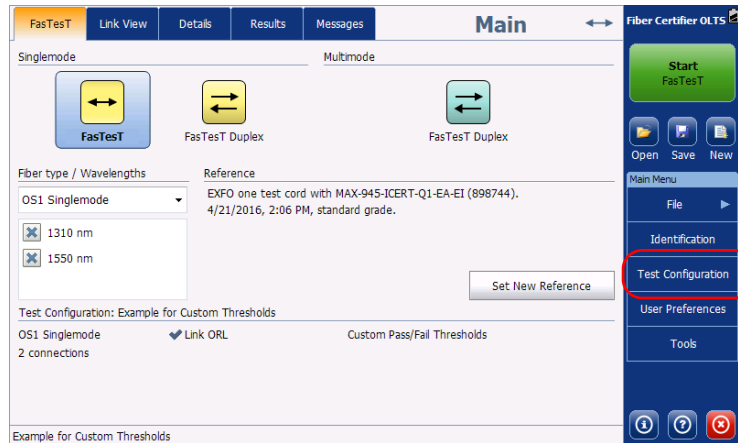 FasTesT Link View Details Results Messages Main Fiber Certifier OLTS
Singlemode Multimode
Start
FasTesT
FasTesT FasTesT Duplex FasTesT Duplex
Open Save New
Fiber type / Wavelengths Reference
Main Menu
OS1 Singlemode
EXFO one test cord with MAX-945-ICERT-Q1-EA-EI (898744).
4/21/2016, 2:06 PM, standard grade.
File
1310 nm
1550 nm
Identification
Set New Reference
Test Configuration
Test Configuration: Example for Custom Thresholds
User Preferences
OS1 Singlemode Link ORL Custom Pass/Fail Thresholds
2 connections
Tools
Example for Custom Thresholds